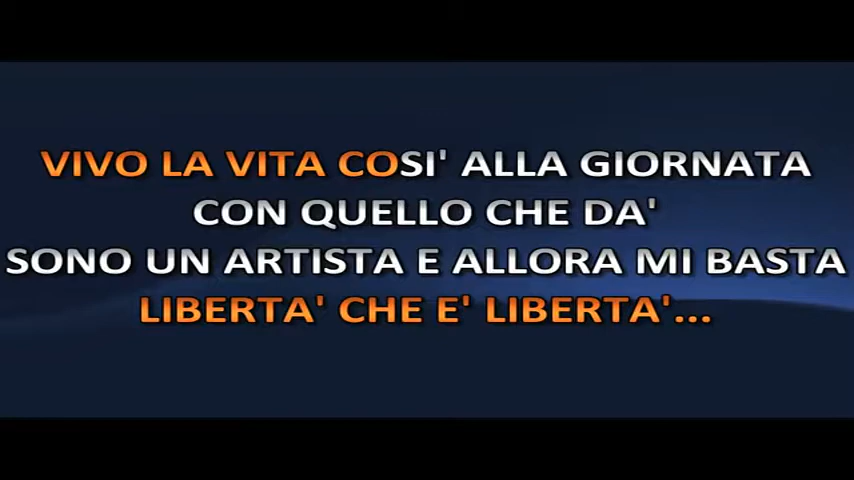 VIVO LA VITA COSI' ALLA GIORNATA
CON QUELLO CHE DA'
SONO UN ARTISTA E ALLORA MI BASTA
LIBERTA' CHE E' LIBERTA'...